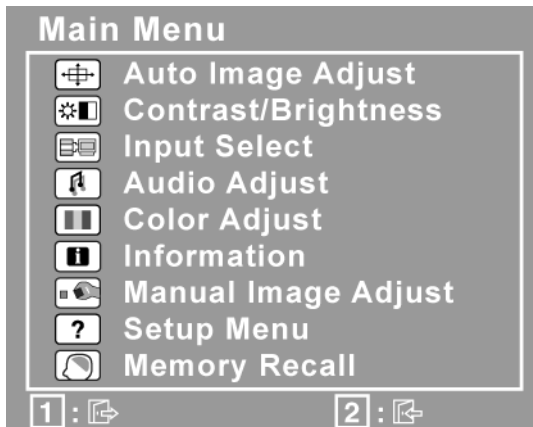 Main Menu
Auto Image Adjust
Contrast/Brightness
Input Select
Audio Adjust
Color Adjust
Information
Manual Image Adjust
? Setup Menu
Memory Recall
1 : 2 :